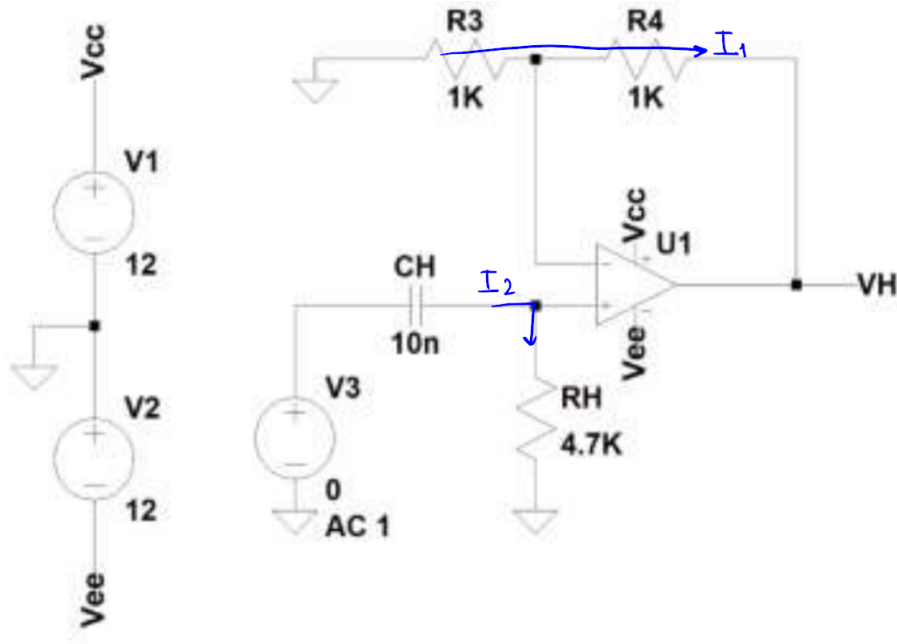 R3
R4
I₁
1K
1K
Vcc
V1
12
Vcc
U1
CH
I₂
10n
VH
Vee
V3
RH
4.7K
V2
12
0
AC 1
Vee